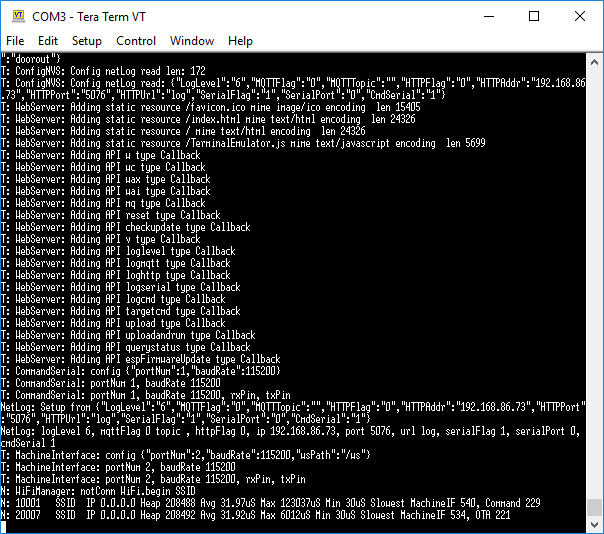 COM3 - Tera Term VT
File Edit Setup Control Window Help
":"doorout"}
T: ConfigNVS: Config netLog read len: 172
T: ConfigNVS: Config netLog read: {"LogLevel":"6","MQTTFlag":"0","MQTTTopic":"","HTTPFlag":"0","HTTPAddr":"192.168.86
.73","HTTPPort":"5076","HTTPUrl":"log","SerialFlag":"1","SerialPort":"0","CmdSerial":"1"}
T: WebServer: Adding static resource /favicon.ico mime image/ico encoding  len 15405
T: WebServer: Adding static resource /index.html mime text/html encoding  len 24326
T: WebServer: Adding static resource / mime text/html encoding  len 24326
T: WebServer: Adding static resource /TerminalEmulator.js mime text/javascript encoding  len 5699
T: WebServer: Adding API w type Callback
T: WebServer: Adding API wc type Callback
T: WebServer: Adding API wax type Callback
T: WebServer: Adding API wai type Callback
T: WebServer: Adding API mq type Callback
T: WebServer: Adding API reset type Callback
T: WebServer: Adding API checkupdate type Callback
T: WebServer: Adding API v type Callback
T: WebServer: Adding API loglevel type Callback
T: WebServer: Adding API logmqtt type Callback
T: WebServer: Adding API loghttp type Callback
T: WebServer: Adding API logserial type Callback
T: WebServer: Adding API logcmd type Callback
T: WebServer: Adding API targetcmd type Callback
T: WebServer: Adding API upload type Callback
T: WebServer: Adding API uploadandrun type Callback
T: WebServer: Adding API querystatus type Callback
T: WebServer: Adding API espFirmwareUpdate type Callback
T: CommandSerial: config {"portNum":1,"baudRate":115200}
T: CommandSerial: portNum 1, baudRate 115200
T: CommandSerial: portNum 1, baudRate 115200, rxPin, txPin
NetLog: Setup from {"LogLevel":"6","MQTTFlag":"0","MQTTTopic":"","HTTPFlag":"0","HTTPAddr":"192.168.86.73","HTTPPort"
:"5076","HTTPUrl":"log","SerialFlag":"1","SerialPort":"0","CmdSerial":"1"}
NetLog: logLevel 6, mqttFlag 0 topic , httpFlag 0, ip 192.168.86.73, port 5076, url log, serialFlag 1, serialPort 0,
cmdSerial 1
T: MachineInterface: config {"portNum":2,"baudRate":115200,"wsPath":"/ws"}
T: MachineInterface: portNum 2, baudRate 115200
T: MachineInterface: portNum 2, baudRate 115200, rxPin, txPin
N: WiFiManager: notConn WiFi.begin SSID
N: 10001   SSID  IP 0.0.0.0 Heap 208488 Avg 31.97uS Max 123037uS Min 30uS Slowest MachineIF 540, Command 229
N: 20007   SSID  IP 0.0.0.0 Heap 208492 Avg 31.92uS Max 6012uS Min 30uS Slowest MachineIF 534, OTA 221